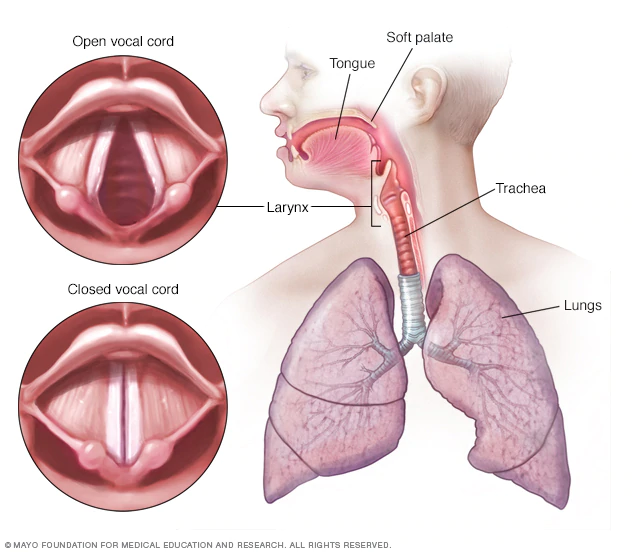 Open vocal cord
Soft palate
Tongue
Trachea
Larynx
Closed vocal cord
Lungs
© MAYO FOUNDATION FOR MEDICAL EDUCATION AND RESEARCH. ALL RIGHTS RESERVED.